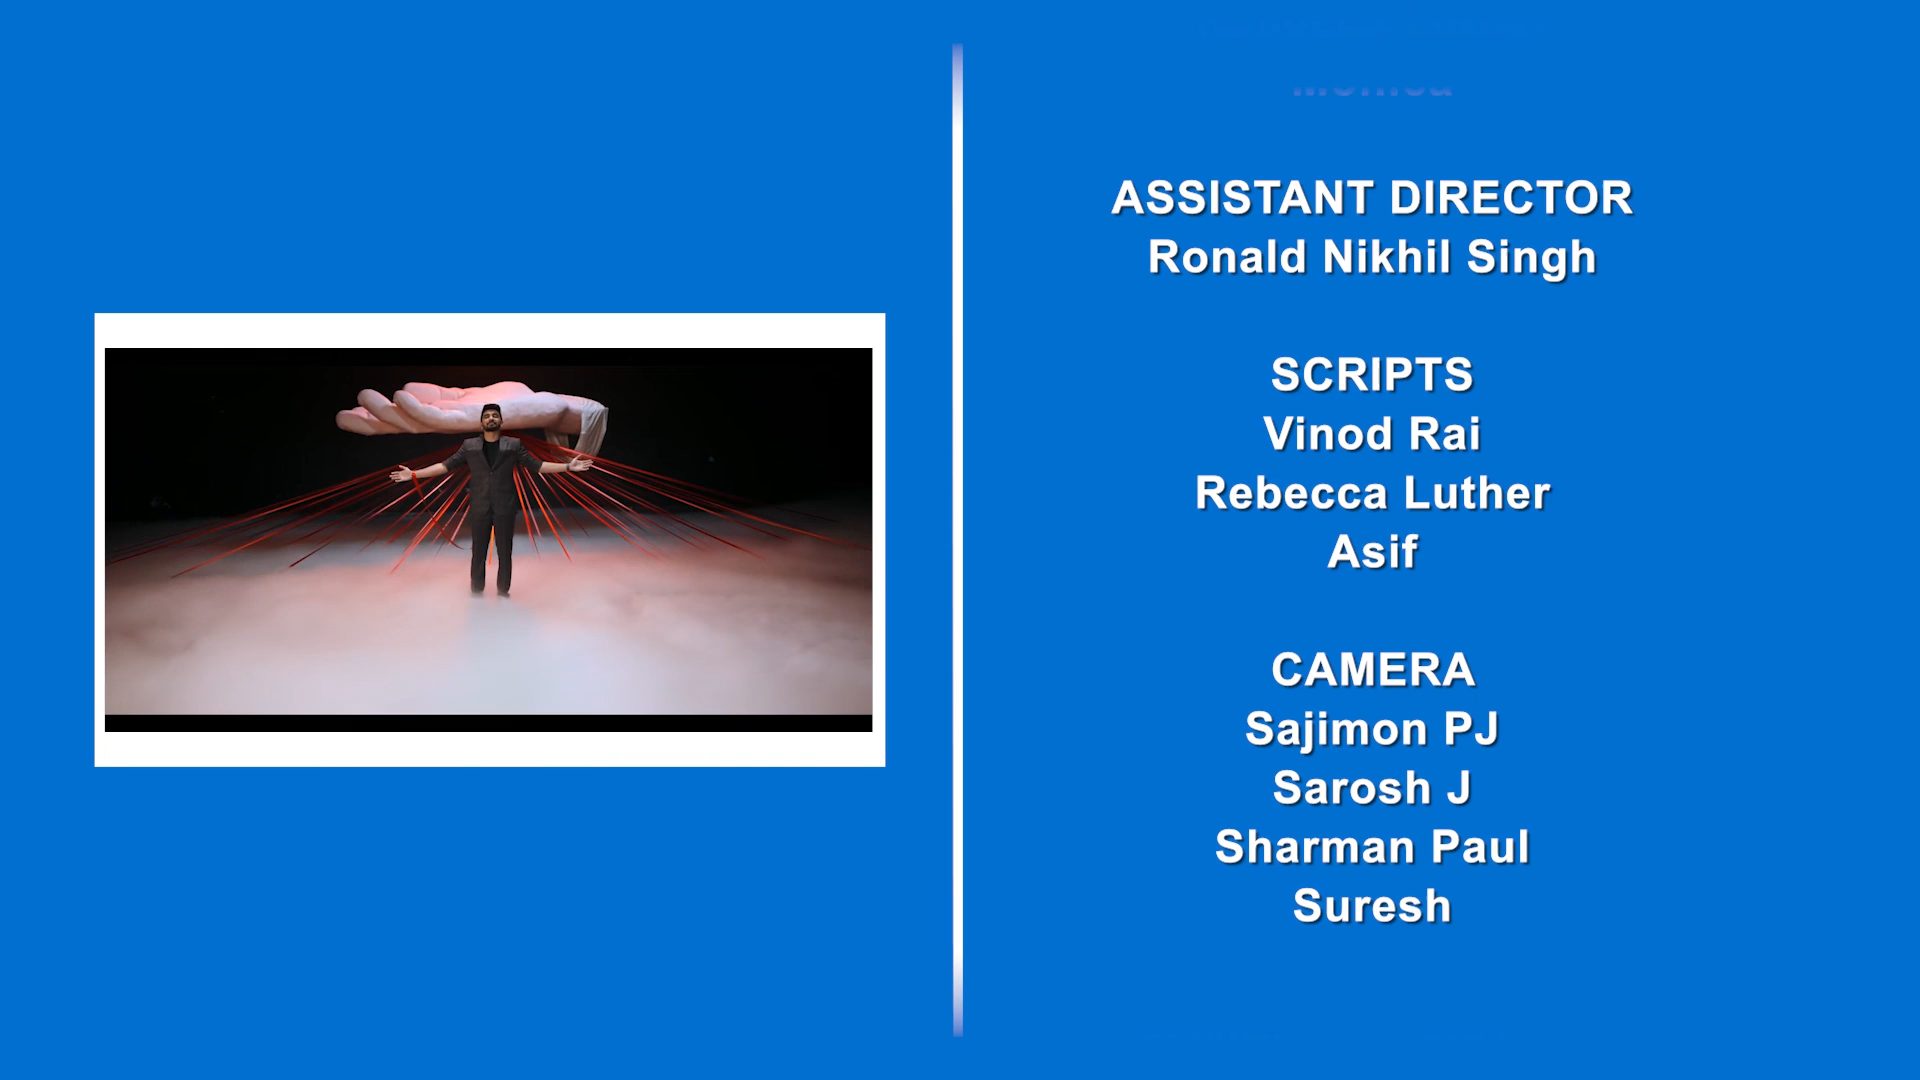 ASSISTANT DIRECTOR
Ronald Nikhil Singh
SCRIPTS
Vinod Rai
Rebecca Luther
Asif
CAMERA
Sajimon PJ
Sarosh J
Sharman Paul
Suresh